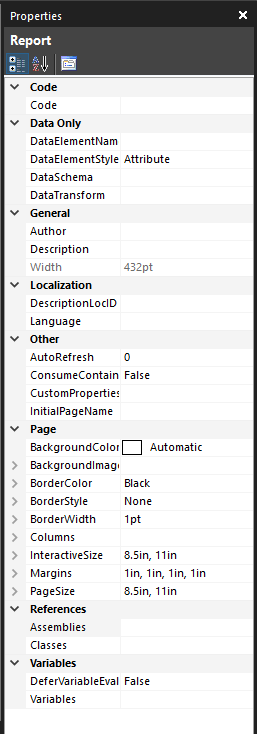 Properties
Report
Code
Code
Data Only
DataElementNam
DataElementStyle Attribute
DataSchema
DataTransform
General
Author
Description
Width 432pt
Localization
DescriptionLocID
Language
Other
AutoRefresh 0
ConsumeContain False
CustomProperties
InitialPageName
Page
BackgroundColor Automatic
BackgroundImag
BorderColor Black
BorderStyle None
BorderWidth 1pt
Columns
InteractiveSize 8.5in, 11in
Margins 1in, 1in, 1in, 1in
PageSize 8.5in, 11in
References
Assemblies
Classes
Variables
DeferVariableEval False
Variables